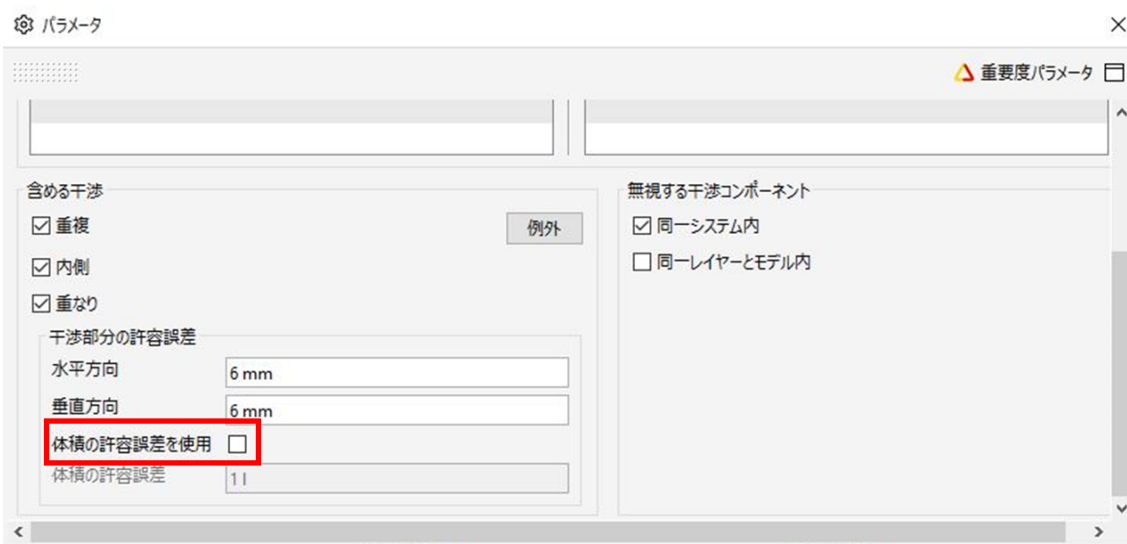 パラメータ
重要度パラメータ
含める干渉
重複
例外
内側
重なり
干渉部分の許容誤差
水平方向
6 mm
垂直方向
6 mm
体積の許容誤差を使用
体積の許容誤差
1 l
無視する干渉コンポーネント
同一システム内
同一レイヤーとモデル内